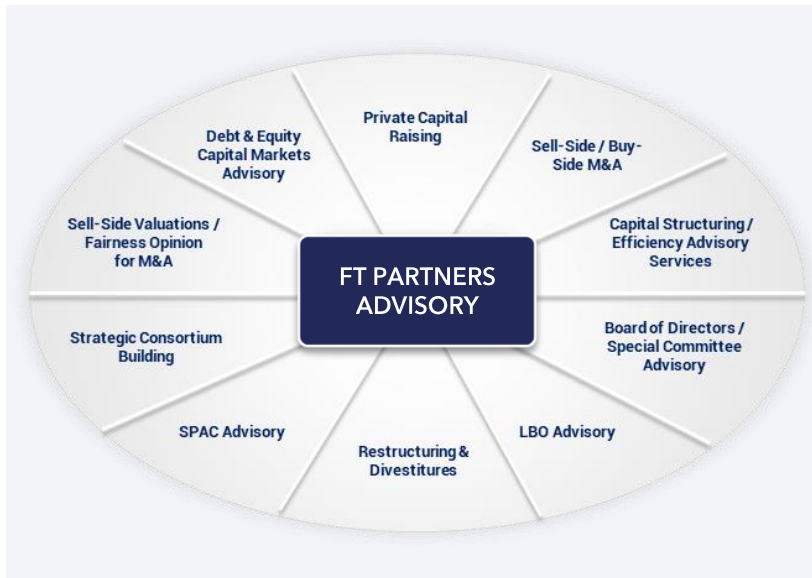 Private Capital
Raising
Sell-Side / Buy-
Side M&A
Capital Structuring /
Efficiency Advisory
Services
Board of Directors /
Special Committee
Advisory
LBO Advisory
Restructuring &
Divestitures
SPAC Advisory
Strategic Consortium
Building
Sell-Side Valuations /
Fairness Opinion
for M&A
Debt & Equity
Capital Markets
Advisory
FT PARTNERS
ADVISORY